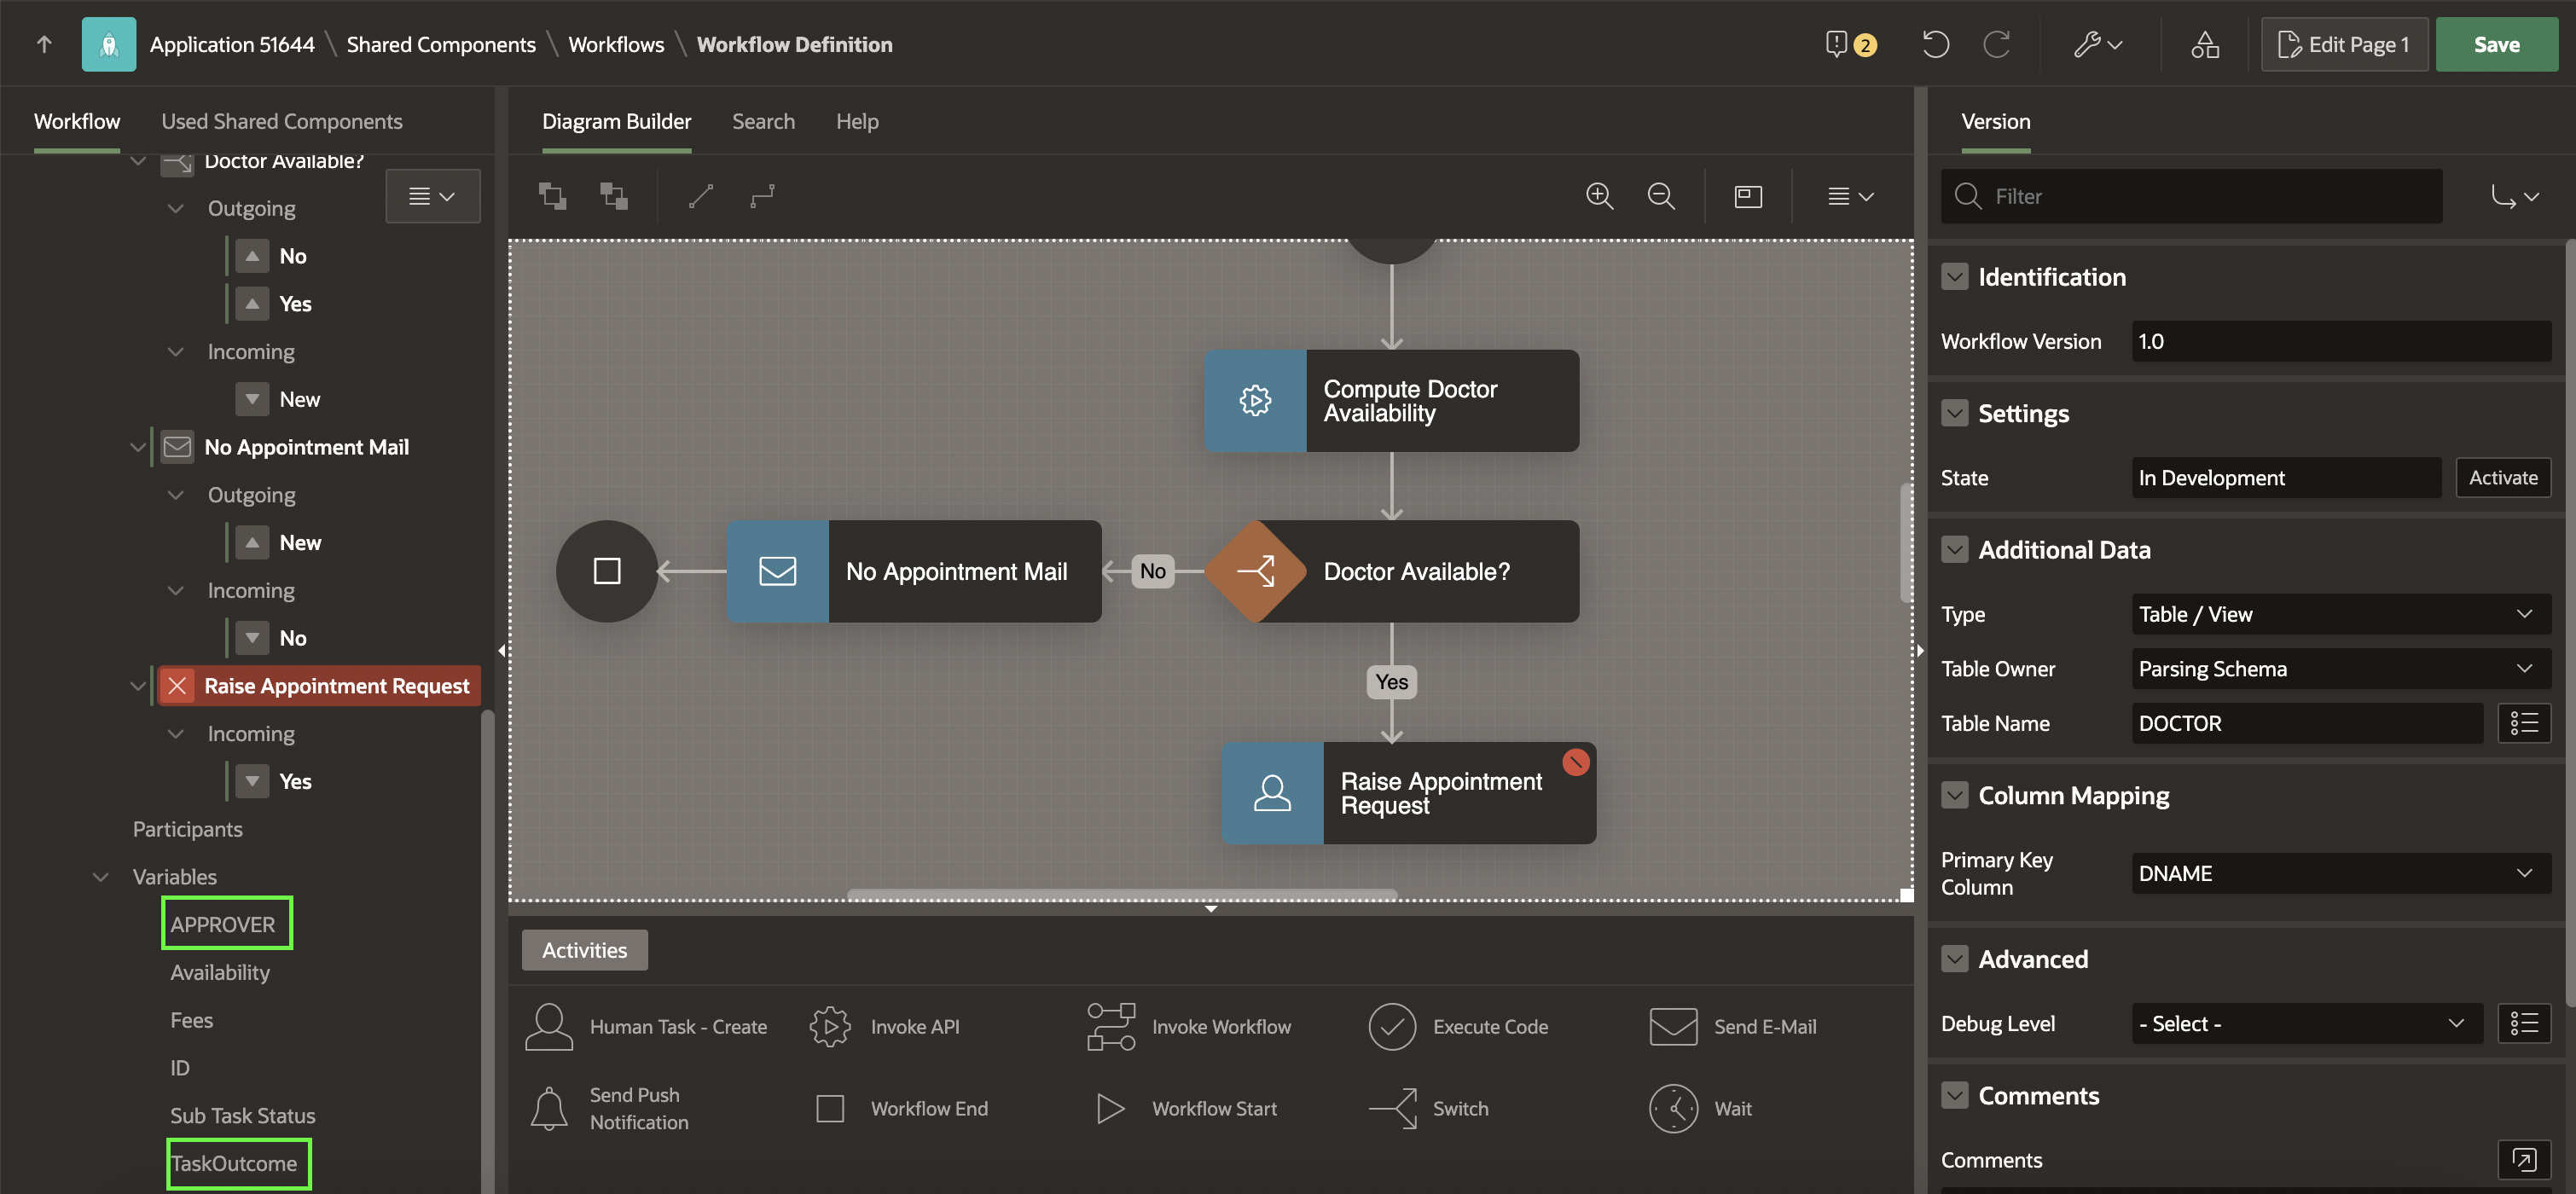 Application 51644 \ Shared Components \ Workflows \ Workflow Definition
2
Edit Page 1
Save
Workflow
Used Shared Components
Doctor Available?
Outgoing
No
Yes
Incoming
New
No Appointment Mail
Outgoing
New
Incoming
No
Raise Appointment Request
Incoming
Yes
Participants
Variables
APPROVER
Availability
Fees
ID
Sub Task Status
TaskOutcome
Diagram Builder
Search
Help
Compute Doctor
Availability
No Appointment Mail
No
Doctor Available?
Yes
Raise Appointment
Request
Activities
Human Task - Create
Invoke API
Invoke Workflow
Execute Code
Send E-Mail
Send Push
Notification
Workflow End
Workflow Start
Switch
Wait
Version
Filter
Identification
Workflow Version
1.0
Settings
State
In Development
Activate
Additional Data
Type
Table / View
Table Owner
Parsing Schema
Table Name
DOCTOR
Column Mapping
Primary Key
Column
DNAME
Advanced
Debug Level
- Select -
Comments
Comments